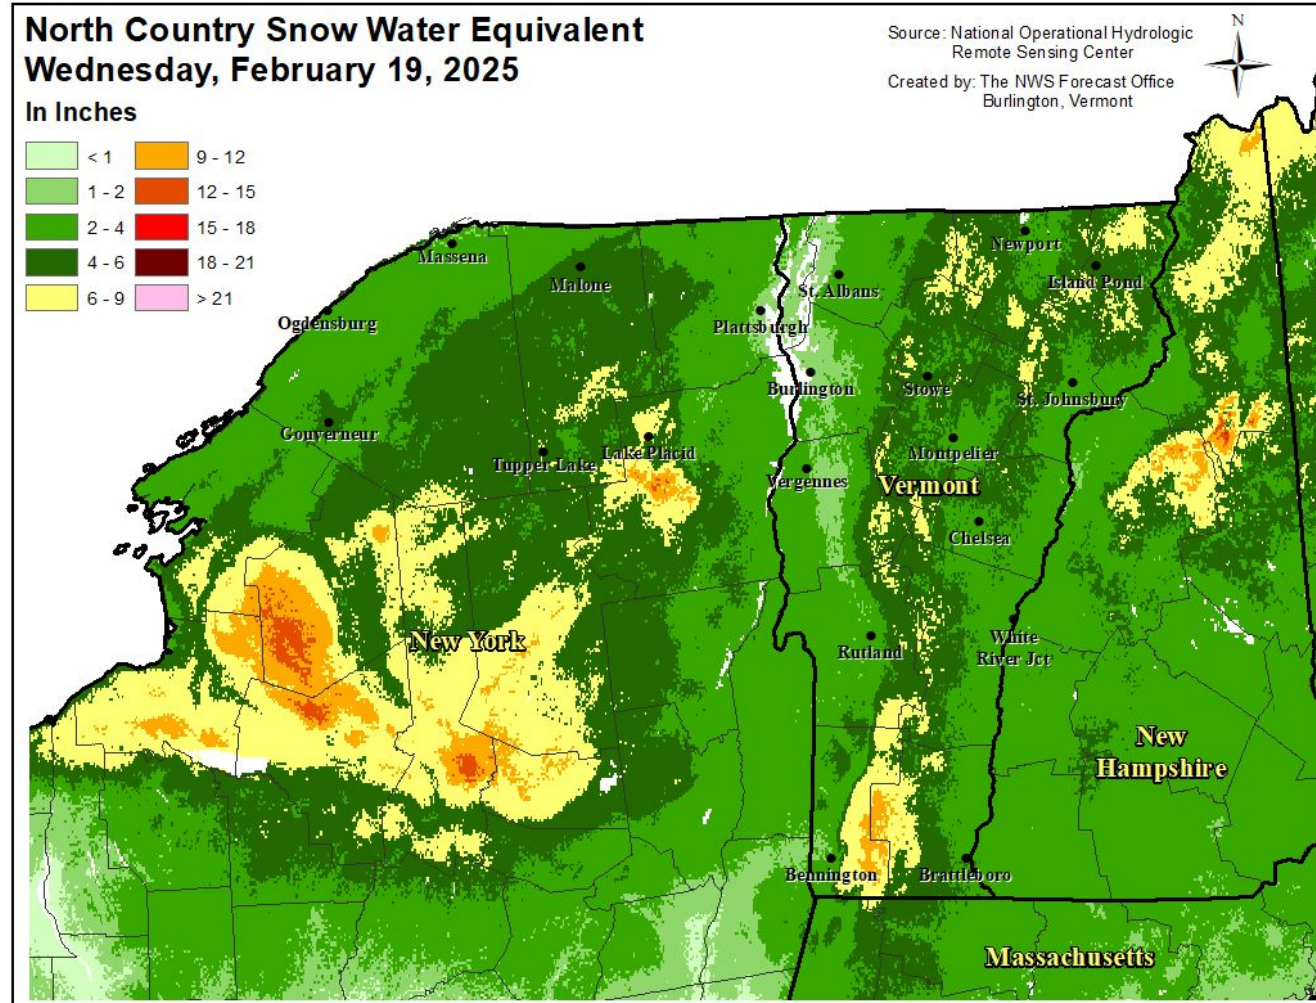 North Country Snow Water Equivalent
Wednesday, February 19, 2025
In Inches
Source: National Operational Hydrologic
Remote Sensing Center
Created by: The NWS Forecast Office
Burlington, Vermont
N
< 1
9 - 12
1 - 2
12 - 15
2 - 4
15 - 18
4 - 6
18 - 21
6 - 9
> 21
Massena
Newport
Malone
Island Pond
St. Albans
Ogdensburg
Plattsburgh
Burlington
Stowe
St. Johnsbury
Gouverneur
Lake Placid
Tupper Lake
Montpelier
Vergennes
Vermont
Chelsea
New York
Rutland
White
River Jct
New
Hampshire
Bennington
Brattleboro
Massachusetts